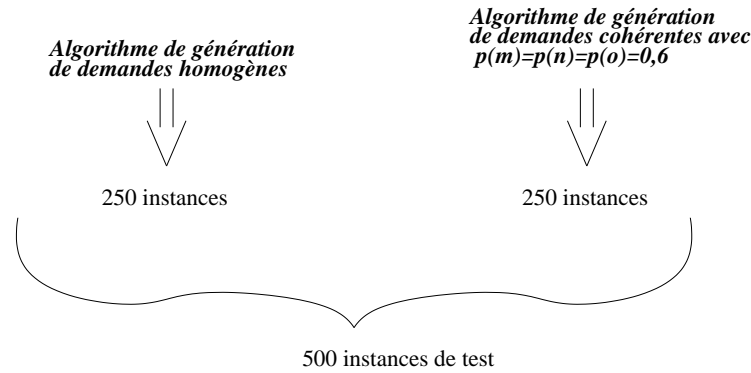 Algorithme de génération
de demandes homogènes
Algorithme de génération
de demandes cohérentes avec
p(m)=p(n)=p(o)=0,6
250 instances
250 instances
500 instances de test